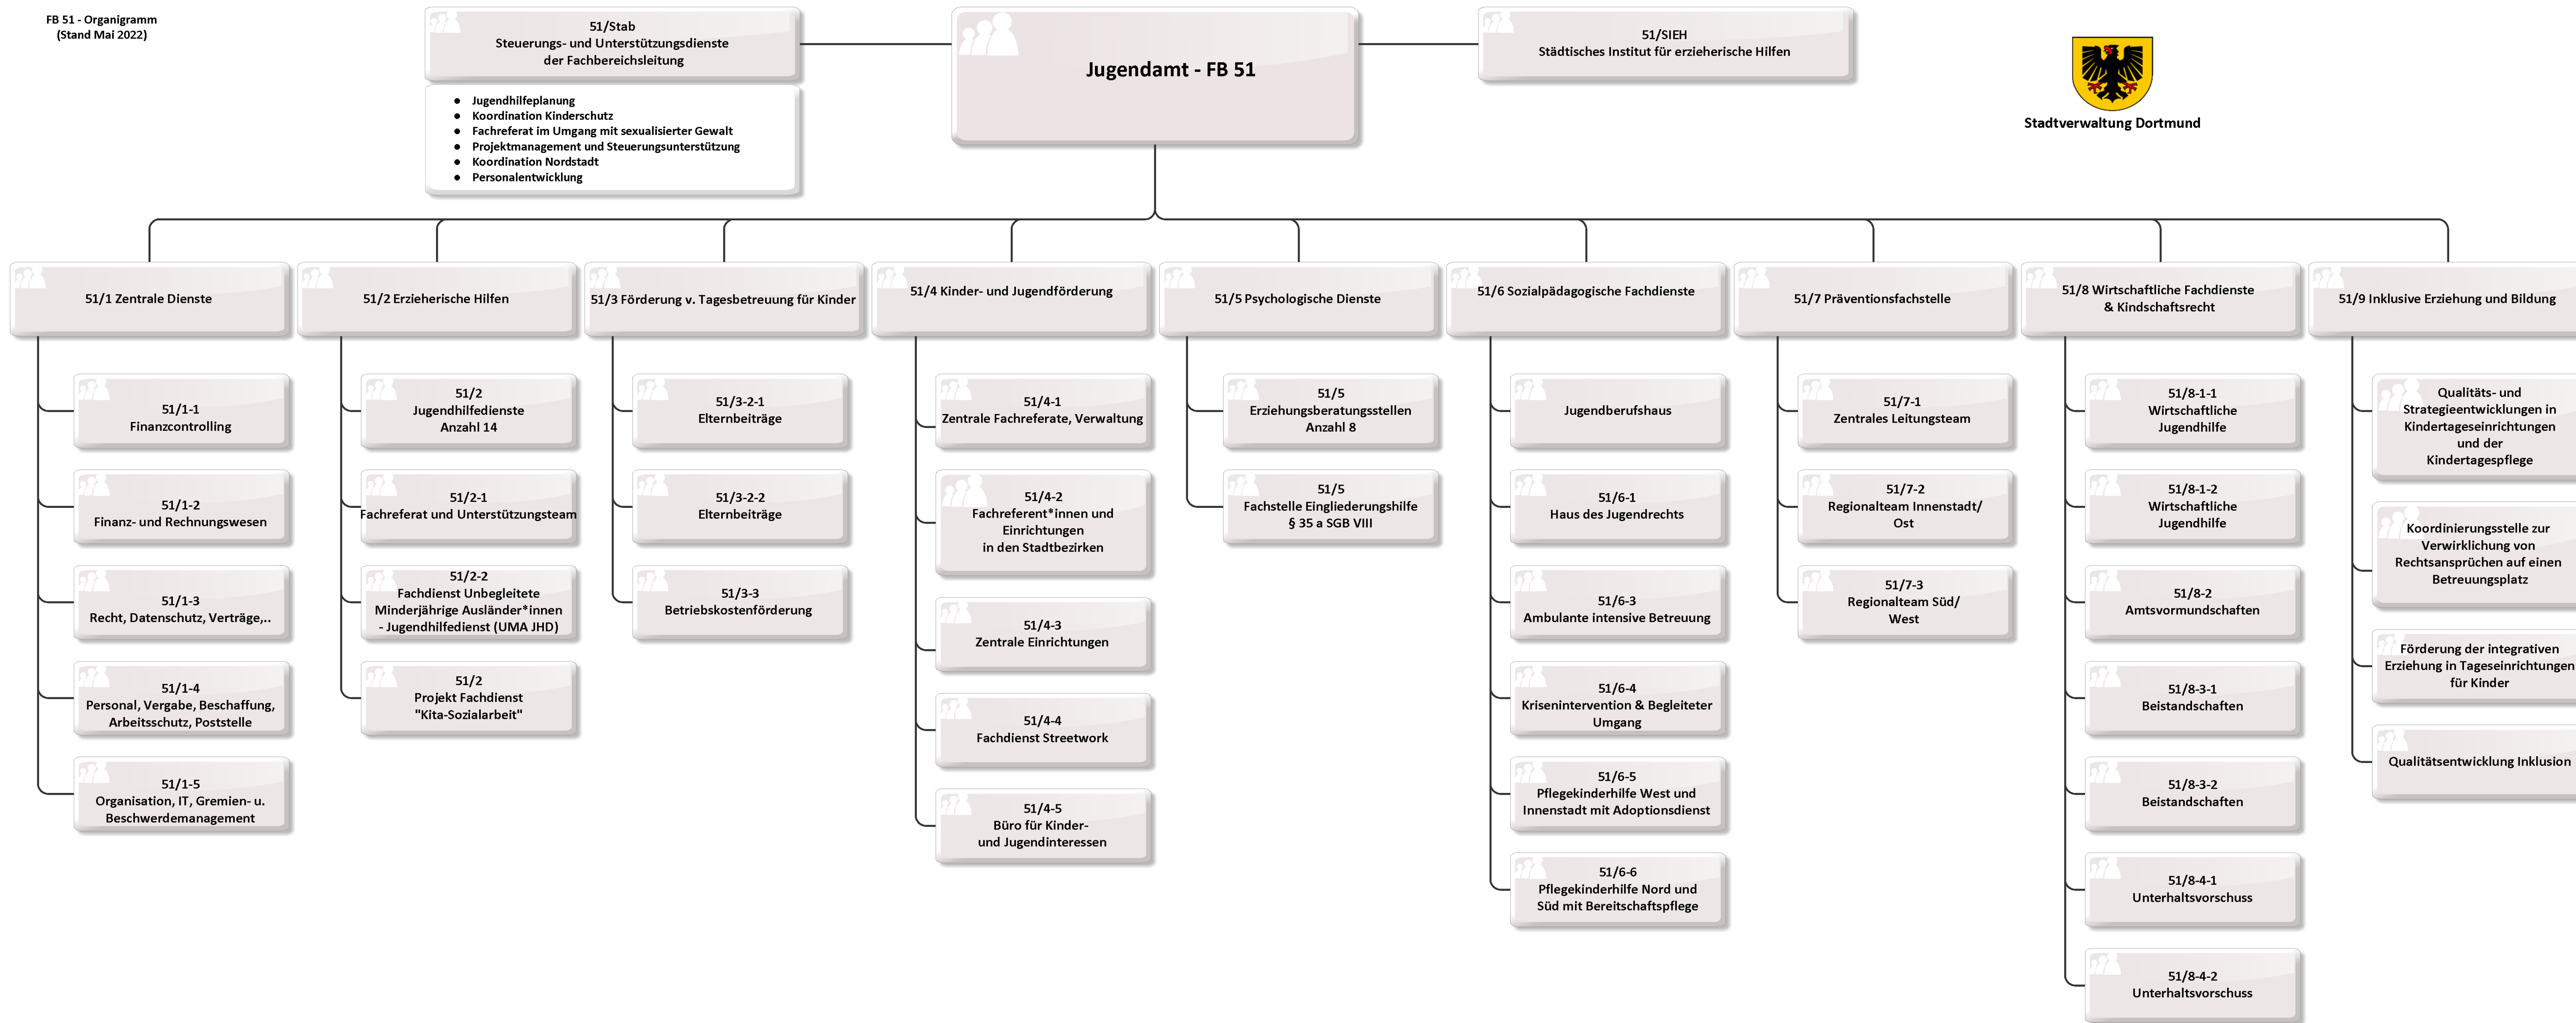 FB 51 - Organigramm
(Stand Mai 2022)
51/Stab
Steuerungs- und Unterstützungsdienste
der Fachbereichsleitung
● Jugendhilfeplanung
● Koordination Kinderschutz
● Fachreferat im Umgang mit sexualisierter Gewalt
● Projektmanagement und Steuerungsunterstützung
● Koordination Nordstadt
● Personalentwicklung
Jugendamt - FB 51
51/SIEH
Städtisches Institut für erzieherische Hilfen
Stadtverwaltung Dortmund
51/1 Zentrale Dienste
51/1-1
Finanzcontrolling
51/1-2
Finanz- und Rechnungswesen
51/1-3
Recht, Datenschutz, Verträge,..
51/1-4
Personal, Vergabe, Beschaffung,
Arbeitsschutz, Poststelle
51/1-5
Organisation, IT, Gremien- u.
Beschwerdemanagement
51/2 Erzieherische Hilfen
51/2
Jugendhilfedienste
Anzahl 14
51/2-1
Fachreferat und Unterstützungsteam
51/2-2
Fachdienst Unbegleitete
Minderjährige Ausländer*innen
- Jugendhilfedienst (UMA JHD)
51/2
Projekt Fachdienst
"Kita-Sozialarbeit"
51/3 Förderung v. Tagesbetreuung für Kinder
51/3-2-1
Elternbeiträge
51/3-2-2
Elternbeiträge
51/3-3
Betriebskostenförderung
51/4 Kinder- und Jugendförderung
51/4-1
Zentrale Fachreferate, Verwaltung
51/4-2
Fachreferent*innen und
Einrichtungen
in den Stadtbezirken
51/4-3
Zentrale Einrichtungen
51/4-4
Fachdienst Streetwork
51/4-5
Büro für Kinder-
und Jugendinteressen
51/5 Psychologische Dienste
51/5
Erziehungsberatungsstellen
Anzahl 8
51/5
Fachstelle Eingliederungshilfe
§ 35 a SGB VIII
51/6 Sozialpädagogische Fachdienste
Jugendberufshaus
51/6-1
Haus des Jugendrechts
51/6-3
Ambulante intensive Betreuung
51/6-4
Krisenintervention & Begleiteter
Umgang
51/6-5
Pflegekinderhilfe West und
Innenstadt mit Adoptionsdienst
51/6-6
Pflegekinderhilfe Nord und
Süd mit Bereitschaftspflege
51/7 Präventionsfachstelle
51/7-1
Zentrales Leitungsteam
51/7-2
Regionalteam Innenstadt/
Ost
51/7-3
Regionalteam Süd/
West
51/8 Wirtschaftliche Fachdienste
& Kindschaftsrecht
51/8-1-1
Wirtschaftliche
Jugendhilfe
51/8-1-2
Wirtschaftliche
Jugendhilfe
51/8-2
Amtsvormundschaften
51/8-3-1
Beistandschaften
51/8-3-2
Beistandschaften
51/8-4-1
Unterhaltsvorschuss
51/8-4-2
Unterhaltsvorschuss
51/9 Inklusive Erziehung und Bildung
Qualitäts- und
Strategieentwicklungen in
Kindertageseinrichtungen
und der
Kindertagespflege
Koordinierungsstelle zur
Verwirklichung von
Rechtsansprüchen auf einen
Betreuungsplatz
Förderung der integrativen
Erziehung in Tageseinrichtungen
für Kinder
Qualitätsentwicklung Inklusion